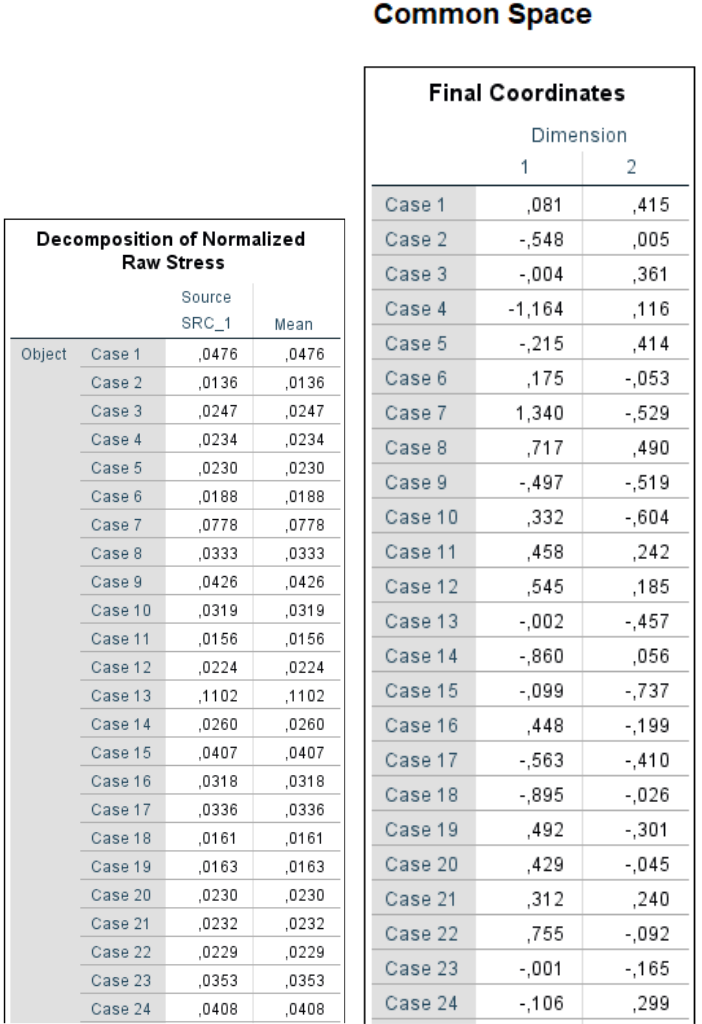 Common Space
Decomposition of Normalized
Raw Stress
Source
SRC_1 Mean
Object Case 1 ,0476 ,0476
Case 2 ,0136 ,0136
Case 3 ,0247 ,0247
Case 4 ,0234 ,0234
Case 5 ,0230 ,0230
Case 6 ,0188 ,0188
Case 7 ,0778 ,0778
Case 8 ,0333 ,0333
Case 9 ,0426 ,0426
Case 10 ,0319 ,0319
Case 11 ,0156 ,0156
Case 12 ,0224 ,0224
Case 13 ,1102 ,1102
Case 14 ,0260 ,0260
Case 15 ,0407 ,0407
Case 16 ,0318 ,0318
Case 17 ,0336 ,0336
Case 18 ,0161 ,0161
Case 19 ,0163 ,0163
Case 20 ,0230 ,0230
Case 21 ,0232 ,0232
Case 22 ,0229 ,0229
Case 23 ,0353 ,0353
Case 24 ,0408 ,0408
Final Coordinates
Dimension
1 2
Case 1 ,081 ,415
Case 2 -,548 ,005
Case 3 -,004 ,361
Case 4 -1,164 ,116
Case 5 -,215 ,414
Case 6 ,175 -,053
Case 7 1,340 -,529
Case 8 ,717 ,490
Case 9 -,497 -,519
Case 10 ,332 -,604
Case 11 ,458 ,242
Case 12 ,545 ,185
Case 13 -,002 -,457
Case 14 -,860 ,056
Case 15 -,099 -,737
Case 16 ,448 -,199
Case 17 -,563 -,410
Case 18 -,895 -,026
Case 19 ,492 -,301
Case 20 ,429 -,045
Case 21 ,312 ,240
Case 22 ,755 -,092
Case 23 -,001 -,165
Case 24 -,106 ,299